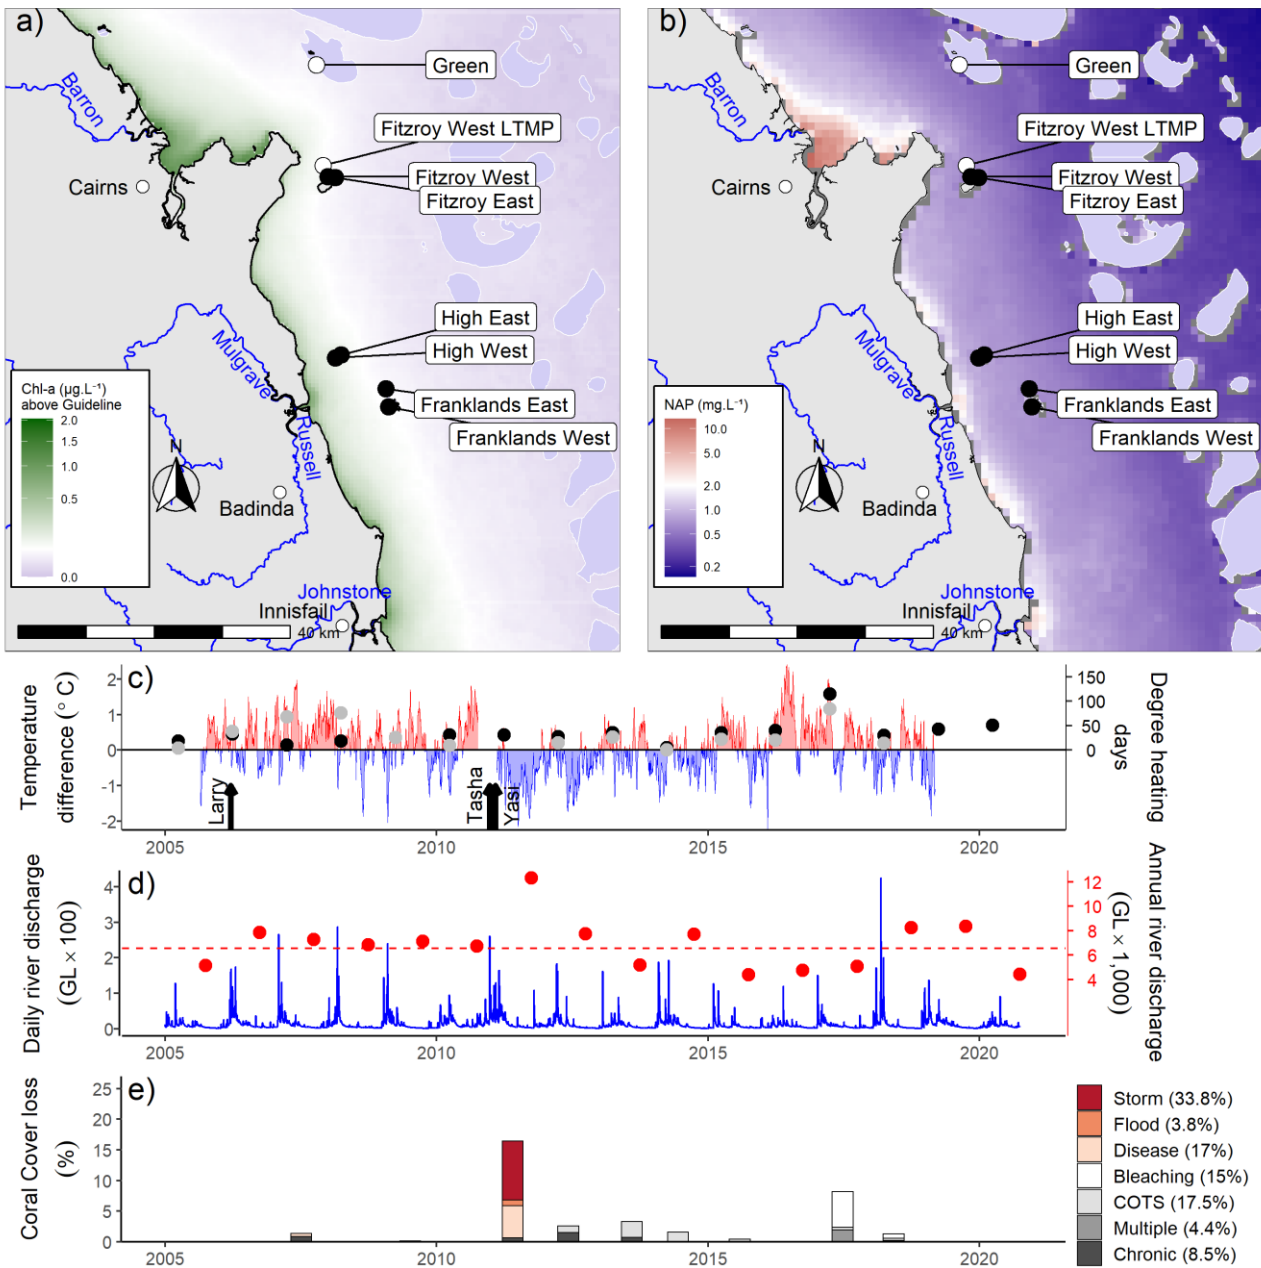 a)
Green
Barron
Fitzroy West LTMP
Fitzroy West
Cairns
Fitzroy East
High East
Mulgrave
High West
Chl-a (µg.L⁻¹)
above Guideline
2.0
1.5
1.0
0.5
0.0
Franklands East
Franklands West
Russell
N
Badinda
Johnstone
Innisfail
40 km
b)
Green
Barron
Fitzroy West LTMP
Fitzroy West
Cairns
Fitzroy East
High East
Mulgrave
High West
NAP (mg.L⁻¹)
10.0
5.0
2.0
1.0
0.5
0.2
Franklands East
Franklands West
Russell
N
Badinda
Johnstone
Innisfail
40 km
c)
Temperature
difference (° C)
2
1
0
-1
-2
Larry
Tasha
Yasi
150
100
50
0
Degree heating
days
2005
2010
2015
2020
d)
Daily river discharge
(GL × 100)
4
3
2
1
0
12
10
8
6
4
Annual river discharge
(GL × 1,000)
2005
2010
2015
2020
e)
Coral Cover loss
(%)
25
20
15
10
5
0
2005
2010
2015
2020
Storm (33.8%)
Flood (3.8%)
Disease (17%)
Bleaching (15%)
COTS (17.5%)
Multiple (4.4%)
Chronic (8.5%)